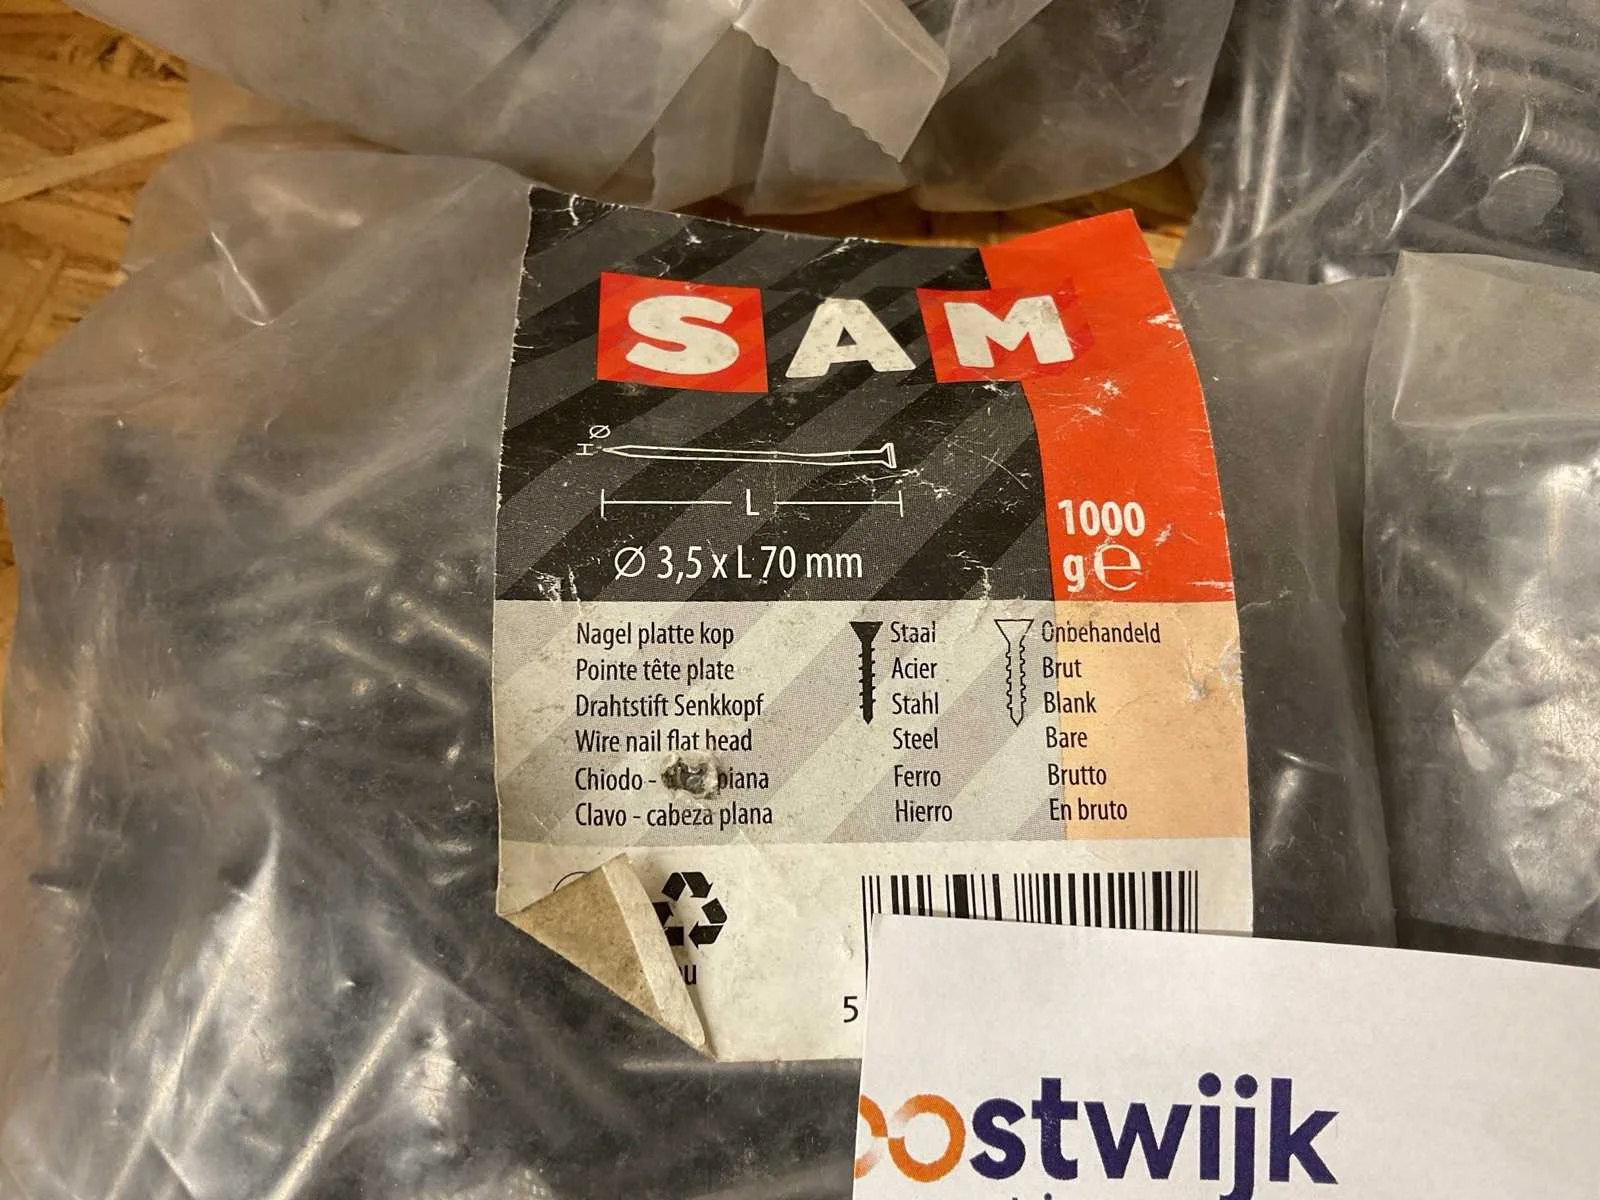 SAM
Ø
L
Ø 3,5 x L 70 mm
1000
g ℮
Nagel platte kop
Pointe tête plate
Drahtstift Senkkopf
Wire nail flat head
Chiodo - piana
Clavo - cabeza plana
Staal
Acier
Stahl
Steel
Ferro
Hierro
Onbehandeld
Brut
Blank
Bare
Brutto
En bruto
5
oostwijk